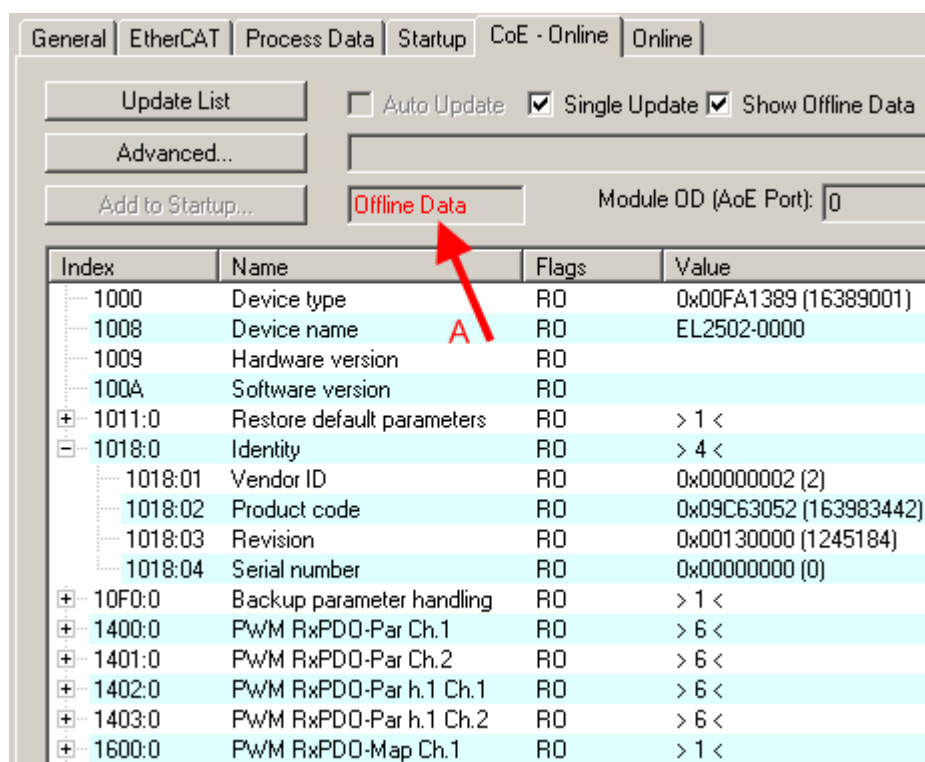 General EtherCAT Process Data Startup CoE - Online Online
Update List Auto Update Single Update Show Offline Data
Advanced...
Add to Startup... Offline Data Module OD (AoE Port): 0
Index Name Flags Value
1000 Device type RO 0x00FA1389 (16389001)
1008 Device name RO EL2502-0000
A
1009 Hardware version RO
100A Software version RO
1011:0 Restore default parameters RO > 1 <
1018:0 Identity RO > 4 <
1018:01 Vendor ID RO 0x00000002 (2)
1018:02 Product code RO 0x09C63052 (163983442)
1018:03 Revision RO 0x00130000 (1245184)
1018:04 Serial number RO 0x00000000 (0)
10F0:0 Backup parameter handling RO > 1 <
1400:0 PWM RxPDO-Par Ch.1 RO > 6 <
1401:0 PWM RxPDO-Par Ch.2 RO > 6 <
1402:0 PWM RxPDO-Par h.1 Ch.1 RO > 6 <
1403:0 PWM RxPDO-Par h.1 Ch.2 RO > 6 <
1600:0 PWM RxPDO-Map Ch.1 RO > 1 <